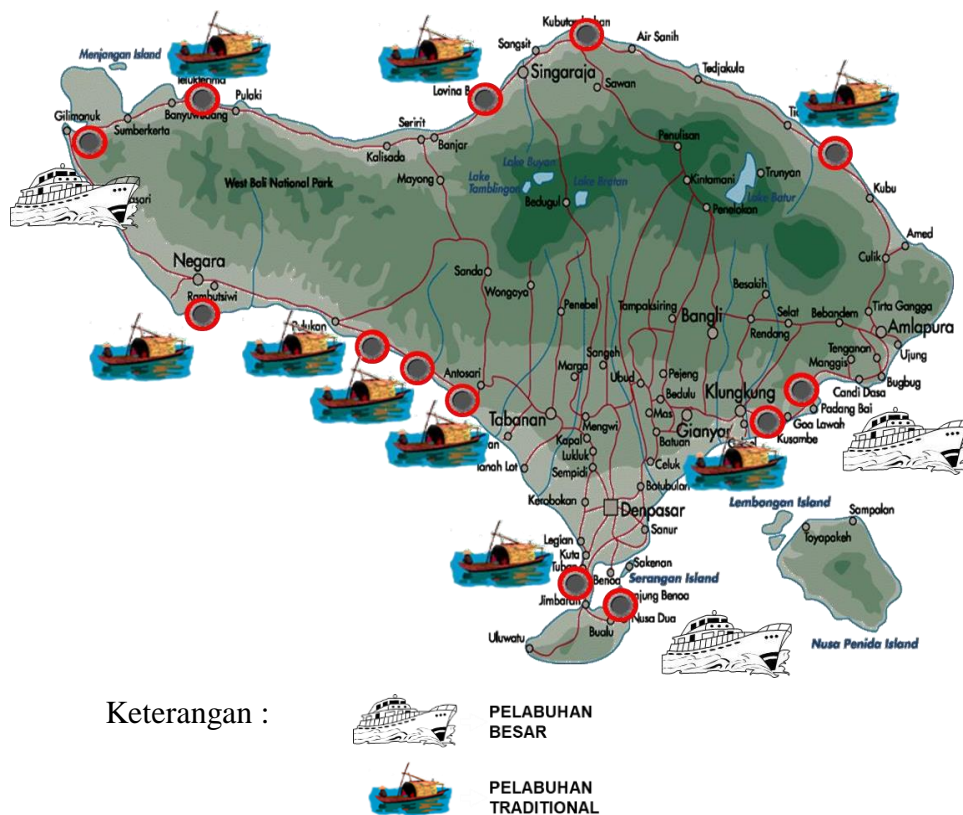 Kubutambahan
Air Sanih
Sangsit
Menjangan Island
Singaraja
Tedjakula
Sawan
Lovina
Pulaki
Banyuwedang
Gilimanuk
Sumberkerta
Seririt
Banjar
Kalisada
Penulisan
Lake Buyan
Trunyan
West Bali National Park
Mayong
Lake Tamblingan
Lake Bratan
Kintamani
Bedugul
Lake Batur
Kubu
Penelokan
Amed
Negara
Culik
Sanda
Besakih
Rambutsiwi
Wongaya
Penebel
Tampaksiring
Bangli
Selat
Bebandem
Tirta Gangga
Rendang
Amlapura
Sangeh
Tenganan
Ujung
Manggis
Marga
Ubud
Pejeng
Bugbug
Antosari
Klungkung
Candi Dasa
Bedulu
Padang Bai
Tabanan
Mas
Mengwi
Gianyar
Goa Lawah
Kapal
Batuan
Kusambe
Tanah Lot
Lukluk
Sempidi
Celuk
Batubulan
Kerobokan
Lembongan Island
Denpasar
Sampalan
Sanur
Toyapakeh
Legian
Kuta
Tuban
Sakenan
Benoa
Serangan Island
Jimbaran
Tanjung Benoa
Nusa Dua
Uluwatu
Bualu
Nusa Penida Island
Keterangan :
PELABUHAN
BESAR
PELABUHAN
TRADITIONAL